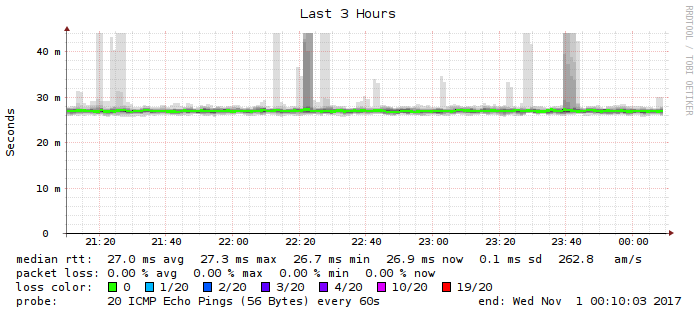 Last 3 Hours
RRDTOOL / TOBI OETIKER
Seconds
40 m
30 m
20 m
10 m
0
21:20 21:40 22:00 22:20 22:40 23:00 23:20 23:40 00:00
median rtt: 27.0 ms avg 27.3 ms max 26.7 ms min 26.9 ms now 0.1 ms sd 262.8 am/s
packet loss: 0.00 % avg 0.00 % max 0.00 % min 0.00 % now
loss color: 0 1/20 2/20 3/20 4/20 10/20 19/20
probe: 20 ICMP Echo Pings (56 Bytes) every 60s end: Wed Nov 1 00:10:03 2017